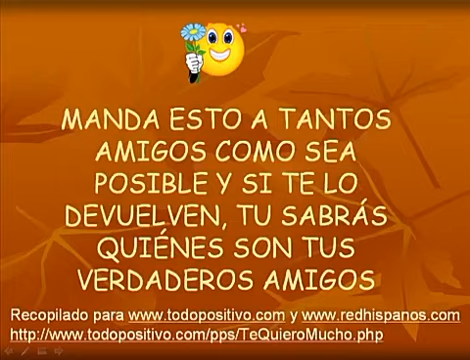 MANDA ESTO A TANTOS
AMIGOS COMO SEA
POSIBLE Y SI TE LO
DEVUELVEN, TU SABRÁS
QUIÉNES SON TUS
VERDADEROS AMIGOS
Recopilado para www.todopositivo.com y www.redhispanos.com
http://www.todopositivo.com/pps/TeQuieroMucho.php